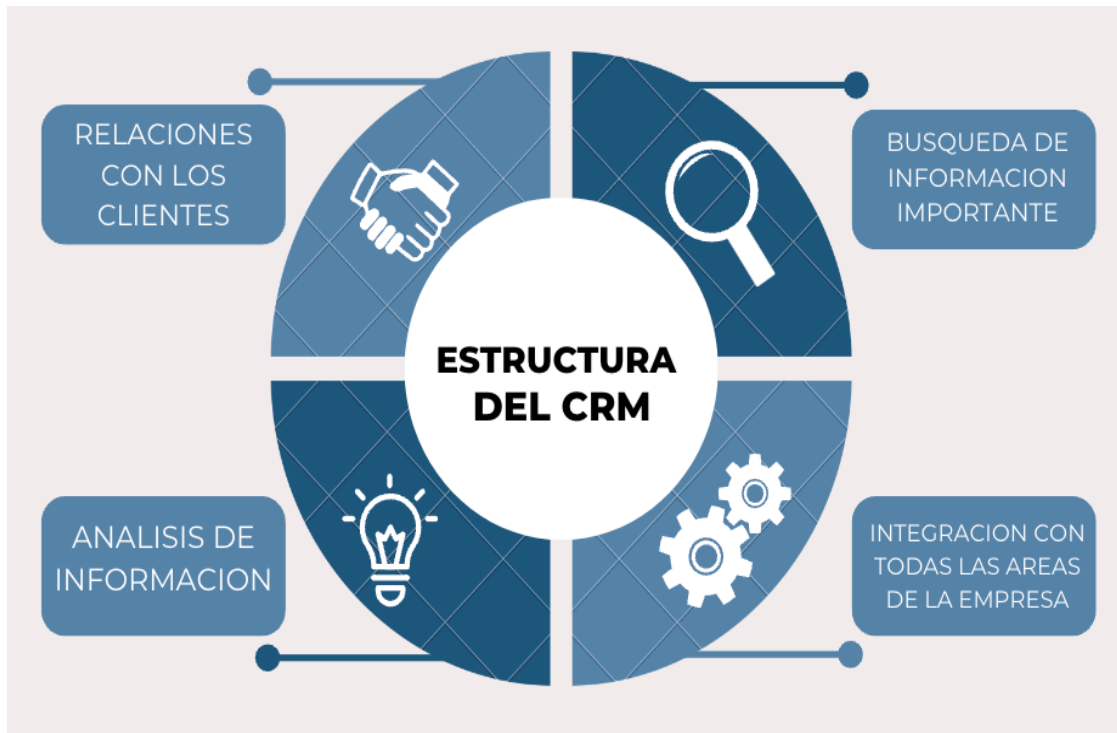 RELACIONES
CON LOS
CLIENTES
BUSQUEDA DE
INFORMACION
IMPORTANTE
ESTRUCTURA
DEL CRM
ANALISIS DE
INFORMACION
INTEGRACION CON
TODAS LAS AREAS
DE LA EMPRESA